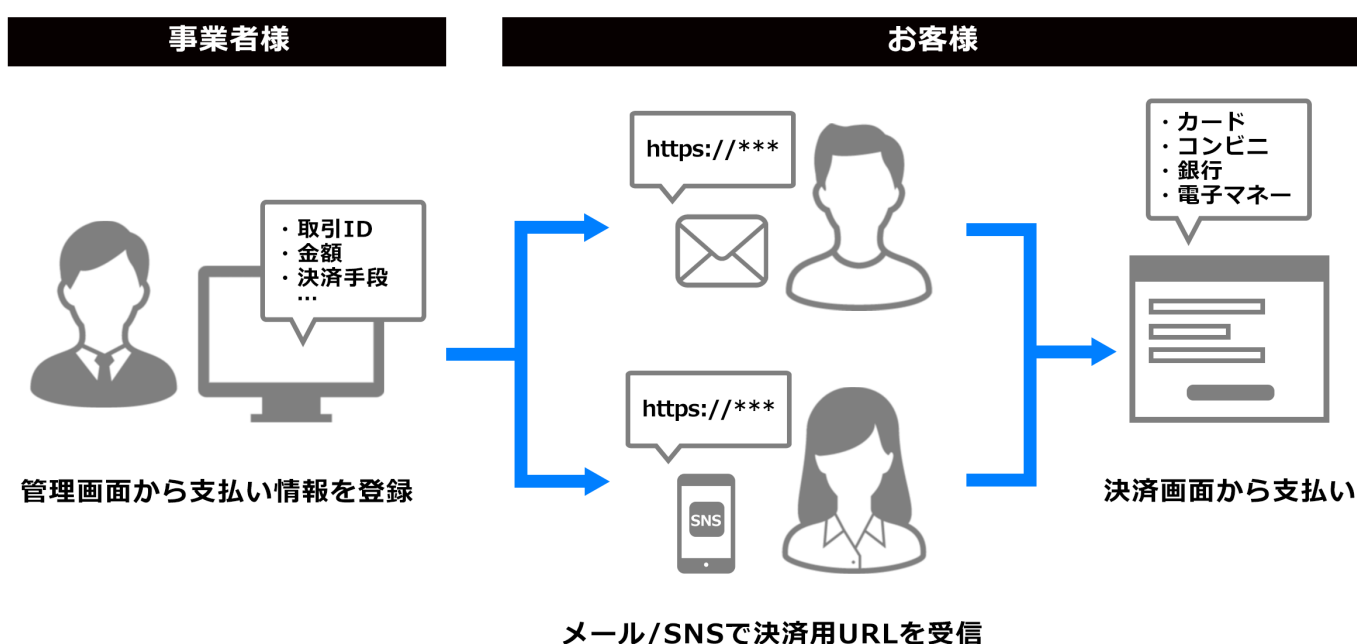 事業者様
お客様
・取引ID
・金額
・決済手段
…
管理画面から支払い情報を登録
https://***
https://***
SNS
メール/SNSで決済用URLを受信
・カード
・コンビニ
・銀行
・電子マネー
決済画面から支払い